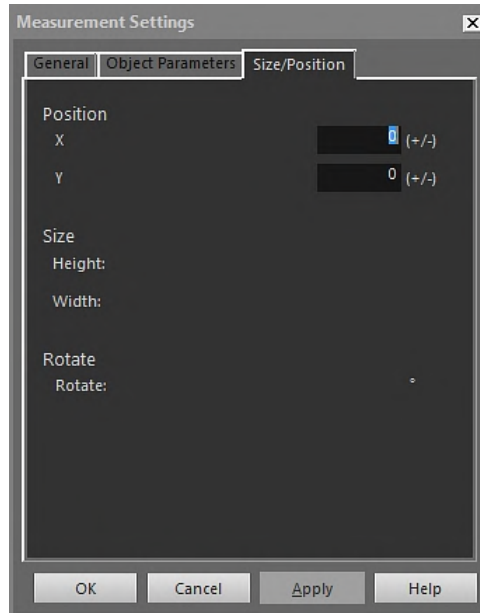 Measurement Settings
General Object Parameters Size/Position
Position
X 0 (+/-)
Y 0 (+/-)
Size
Height:
Width:
Rotate
Rotate: °
OK Cancel Apply Help